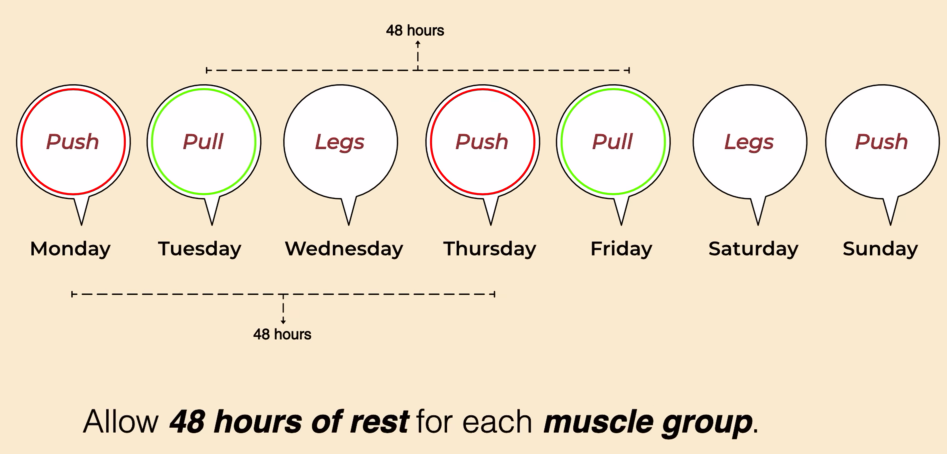 48 hours
Push Pull Legs Push Pull Legs Push
Monday Tuesday Wednesday Thursday Friday Saturday Sunday
48 hours
Allow 48 hours of rest for each muscle group.